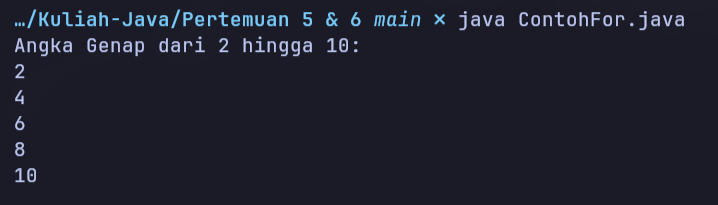 …/Kuliah-Java/Pertemuan 5 & 6 main × java ContohFor.java
Angka Genap dari 2 hingga 10:
2
4
6
8
10